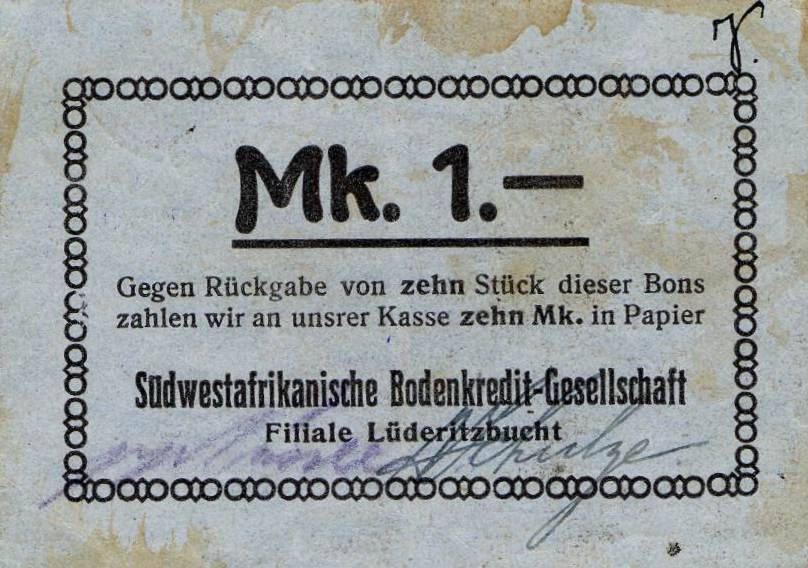 Mk. 1.—
Gegen Rückgabe von zehn Stück dieser Bons
zahlen wir an unsrer Kasse zehn Mk. in Papier
Südwestafrikanische Bodenkredit-Gesellschaft
Filiale Lüderitzbucht
Schulze